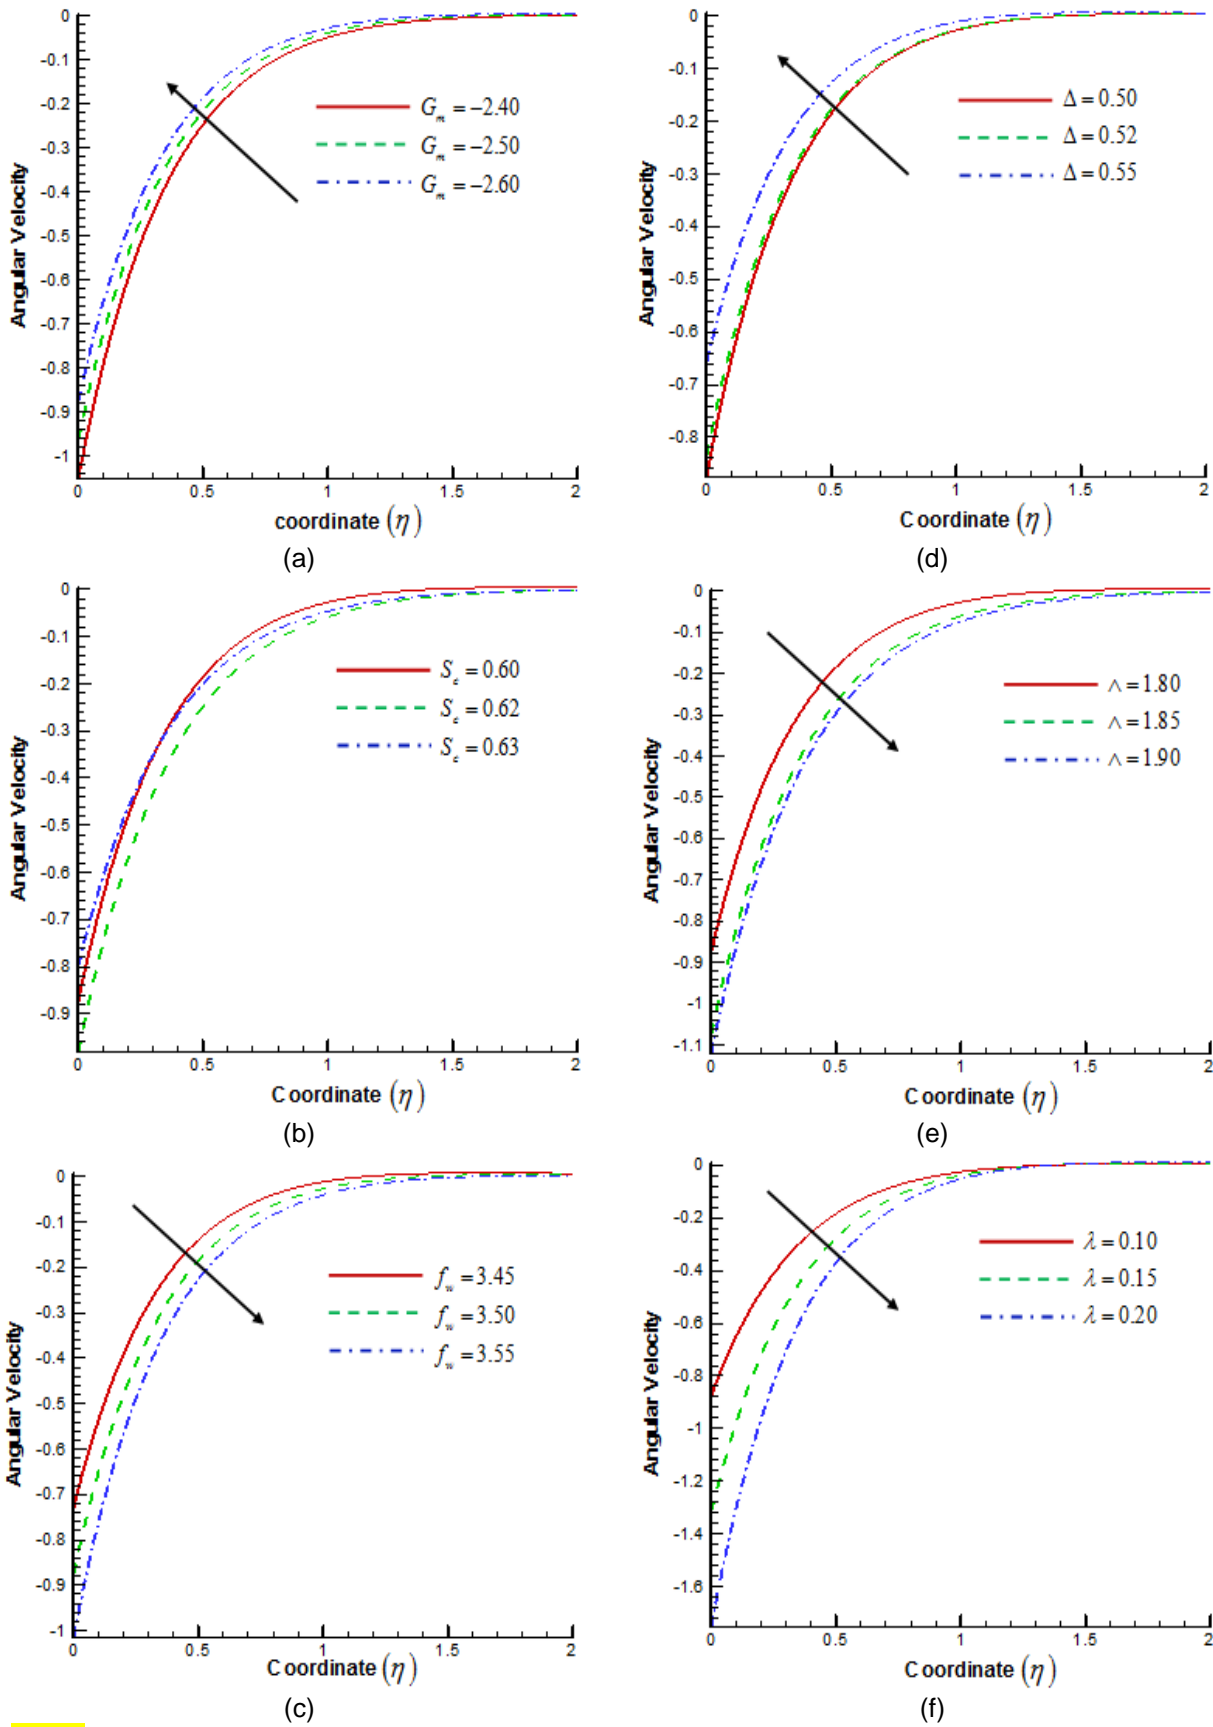 0
-0.1
-0.2
-0.3
-0.4
-0.5
-0.6
-0.7
-0.8
-0.9
-1
Angular Velocity
G_m = −2.40
G_m = −2.50
G_m = −2.60
0 0.5 1 1.5 2
coordinate (η)
(a)
0
-0.1
-0.2
-0.3
-0.4
-0.5
-0.6
-0.7
-0.8
Angular Velocity
Δ = 0.50
Δ = 0.52
Δ = 0.55
0 0.5 1 1.5 2
Coordinate (η)
(d)
0
-0.1
-0.2
-0.3
-0.4
-0.5
-0.6
-0.7
-0.8
-0.9
Angular Velocity
S_c = 0.60
S_c = 0.62
S_c = 0.63
0 0.5 1 1.5 2
Coordinate (η)
(b)
0
-0.1
-0.2
-0.3
-0.4
-0.5
-0.6
-0.7
-0.8
-0.9
-1
-1.1
Angular Velocity
∧ = 1.80
∧ = 1.85
∧ = 1.90
0 0.5 1 1.5 2
Coordinate (η)
(e)
0
-0.1
-0.2
-0.3
-0.4
-0.5
-0.6
-0.7
-0.8
-0.9
-1
Angular Velocity
f_w = 3.45
f_w = 3.50
f_w = 3.55
0 0.5 1 1.5 2
Coordinate (η)
(c)
0
-0.2
-0.4
-0.6
-0.8
-1
-1.2
-1.4
-1.6
Angular Velocity
λ = 0.10
λ = 0.15
λ = 0.20
0 0.5 1 1.5 2
Coordinate (η)
(f)